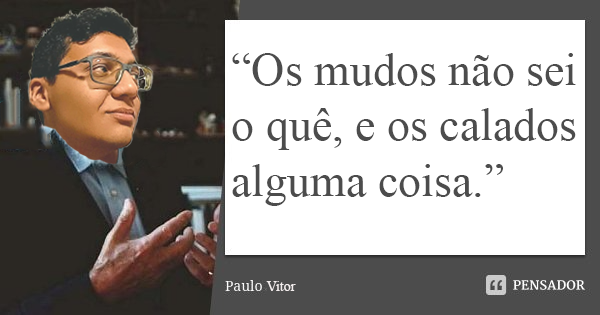 “Os mudos não sei
o quê, e os calados
alguma coisa.”
Paulo Vitor
PENSADOR